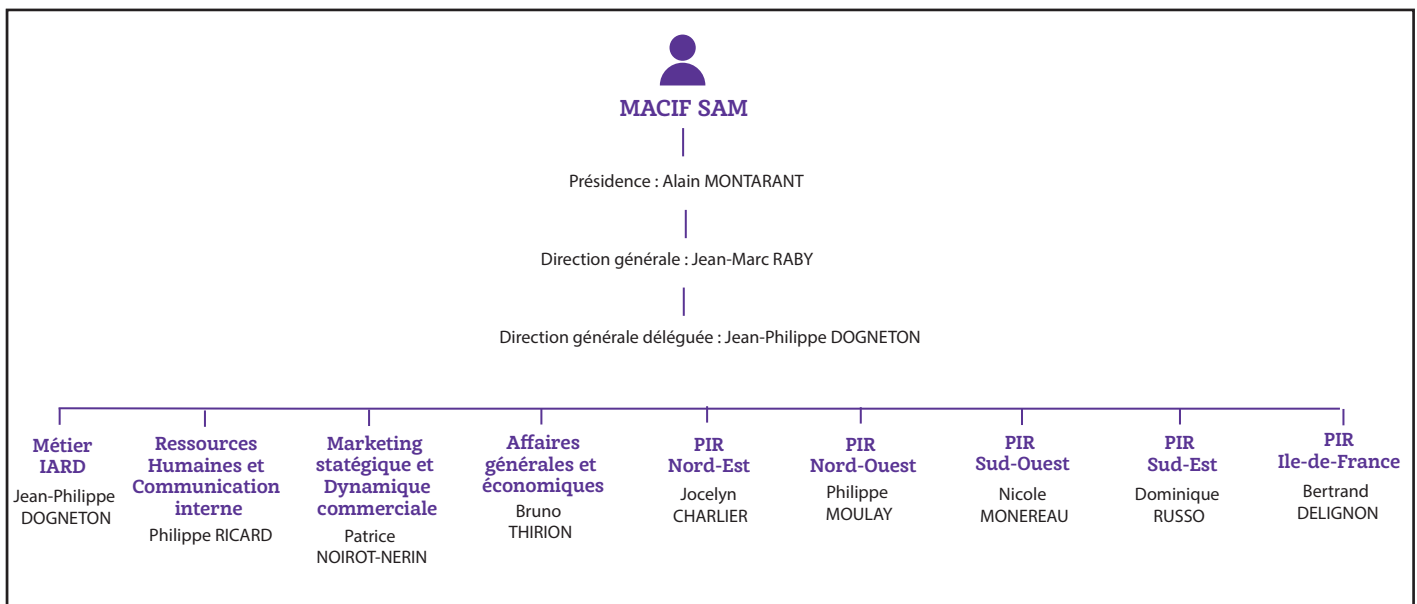 MACIF SAM
Présidence : Alain MONTARANT
Direction générale : Jean-Marc RABY
Direction générale déléguée : Jean-Philippe DOGNETON
Métier
IARD
Jean-Philippe
DOGNETON
Ressources
Humaines et
Communication
interne
Philippe RICARD
Marketing
statégique et
Dynamique
commerciale
Patrice
NOIROT-NERIN
Affaires
générales et
économiques
Bruno
THIRION
PIR
Nord-Est
Jocelyn
CHARLIER
PIR
Nord-Ouest
Philippe
MOULAY
PIR
Sud-Ouest
Nicole
MONEREAU
PIR
Sud-Est
Dominique
RUSSO
PIR
Ile-de-France
Bertrand
DELIGNON